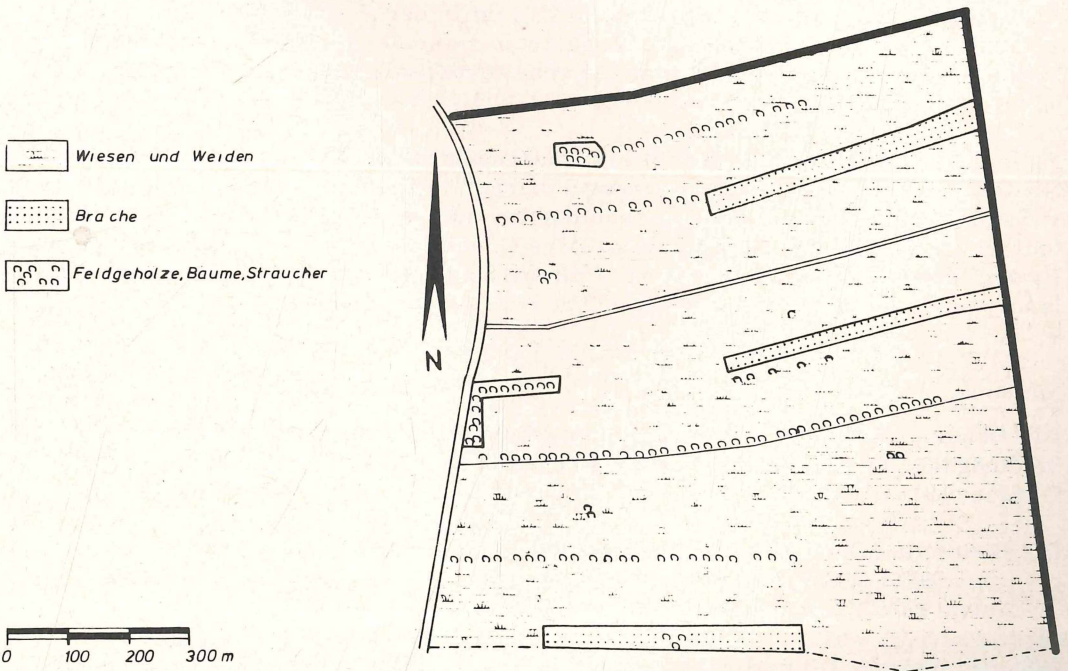 Wiesen und Weiden
Brache
Feldgeholze, Baume, Straucher
N
0 100 200 300 m